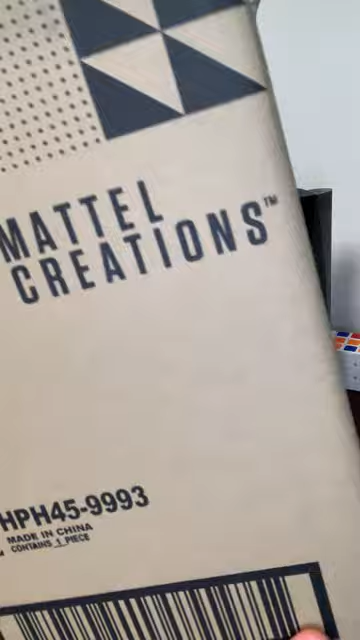 MATTEL
CREATIONS™
HPH45-9993
MADE IN CHINA
CONTAINS 1 PIECE